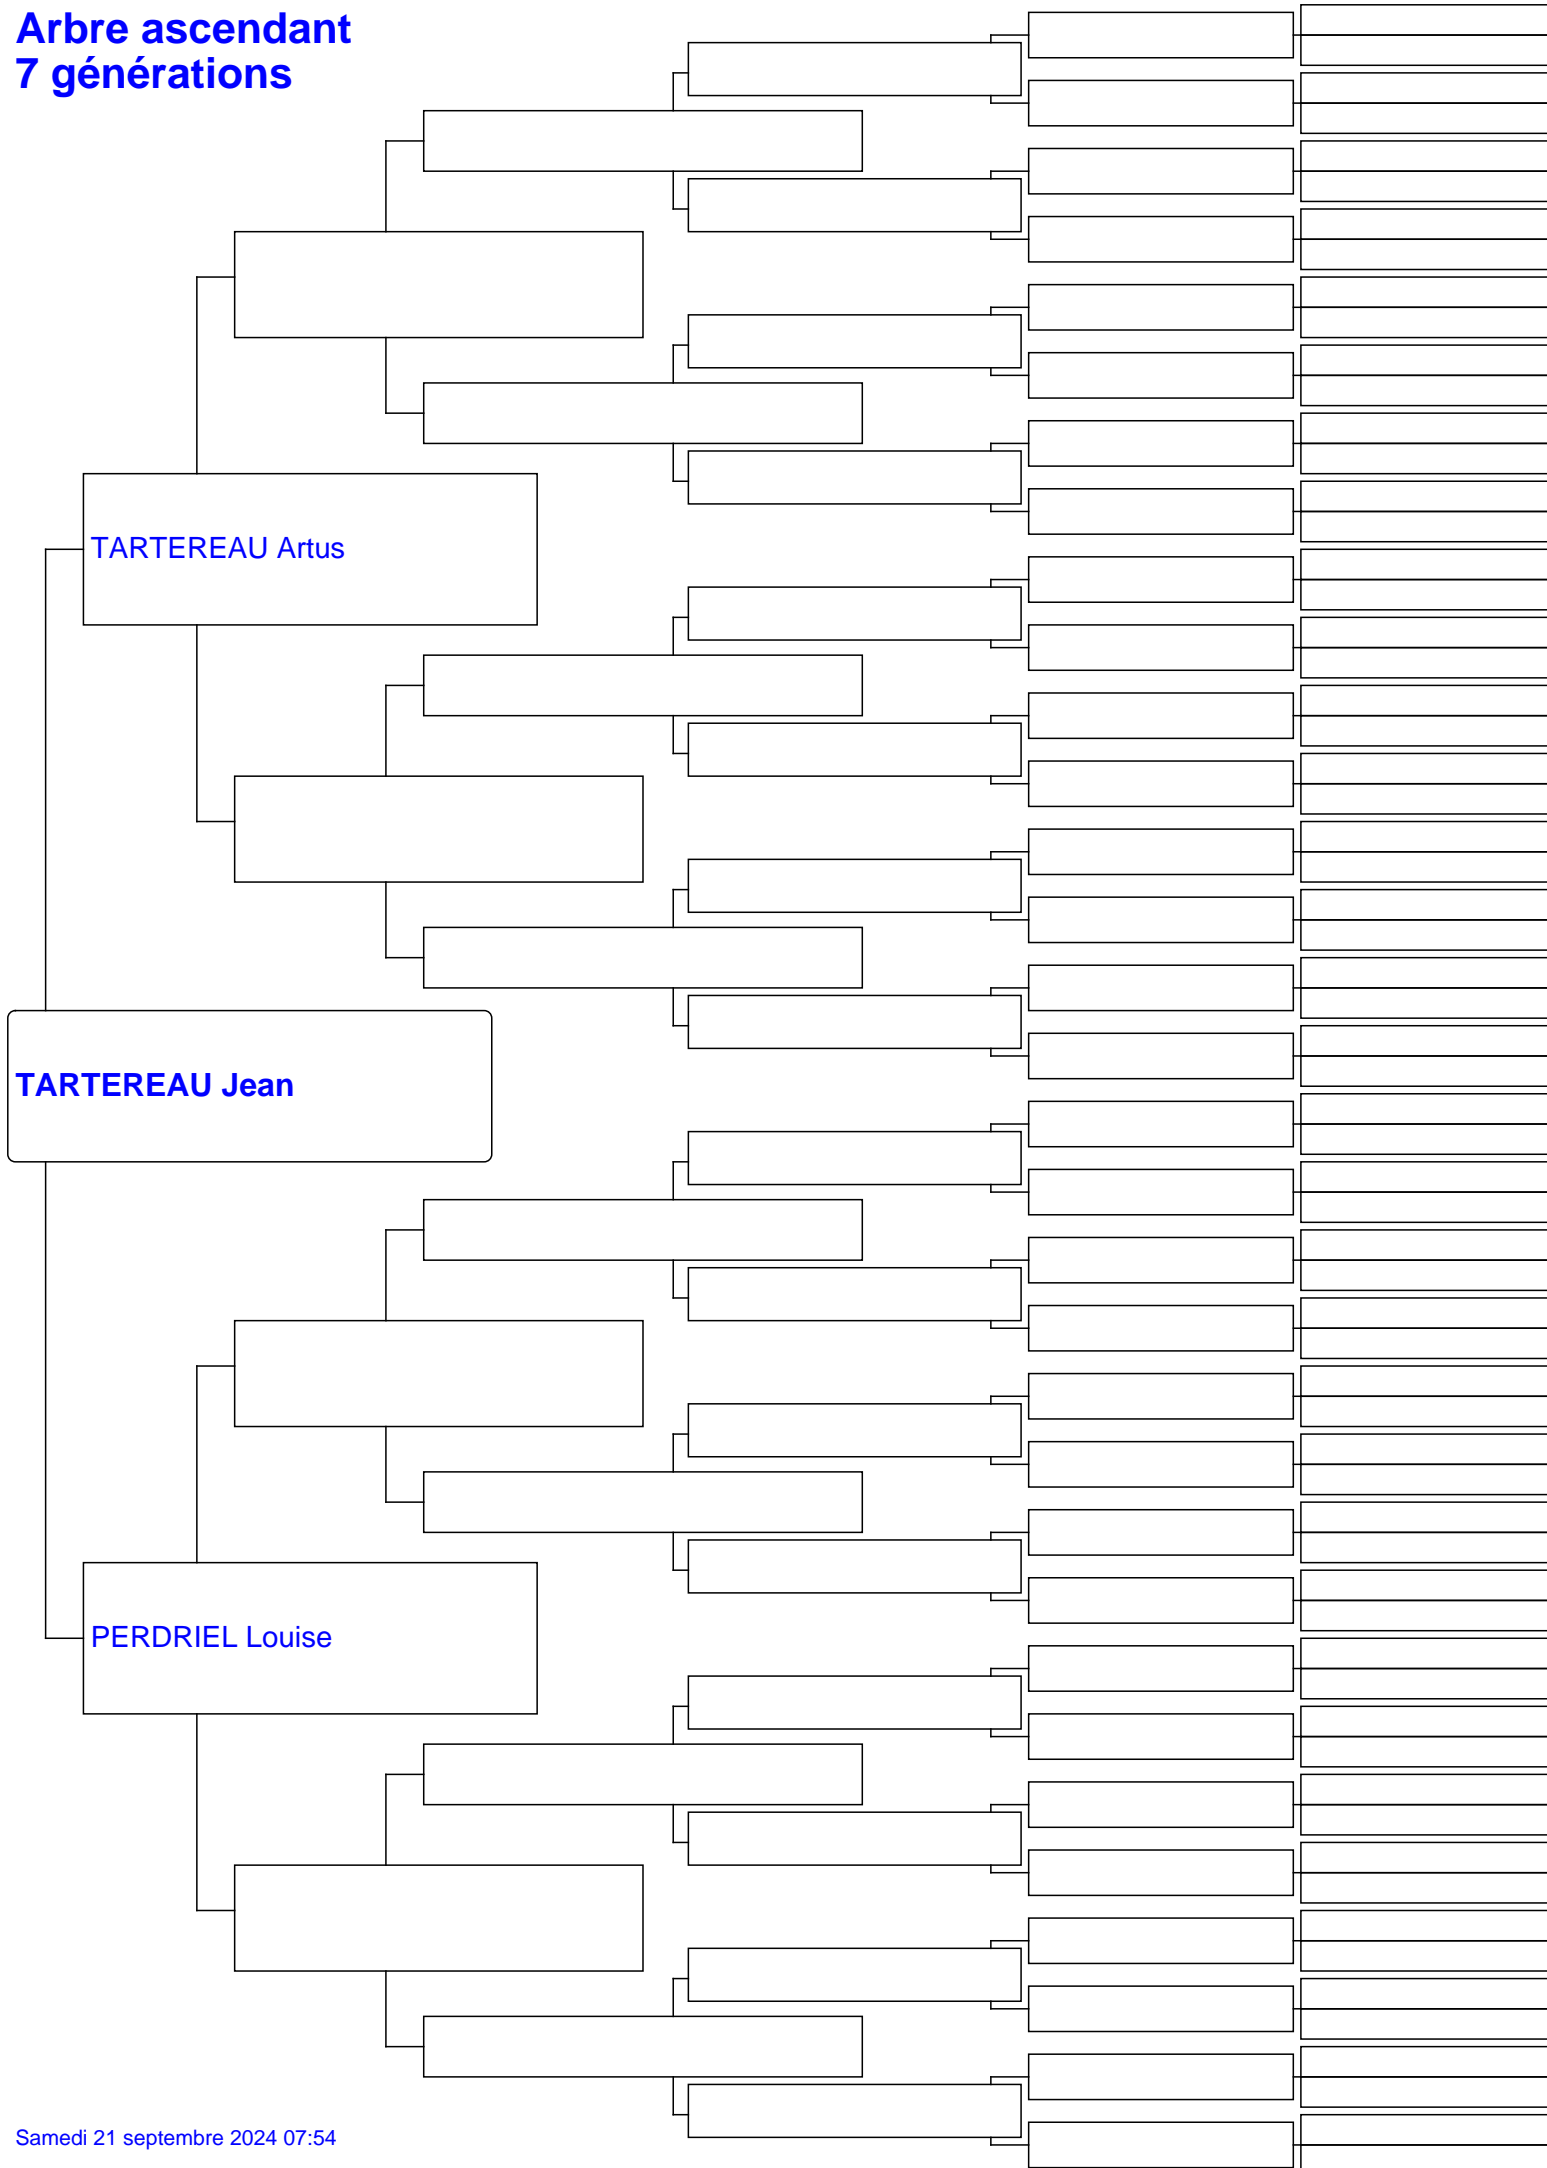 Arbre ascendant
7 générations
TARTEREAU Artus
TARTEREAU Jean
PERDRIEL Louise
Samedi 21 septembre 2024 07:54